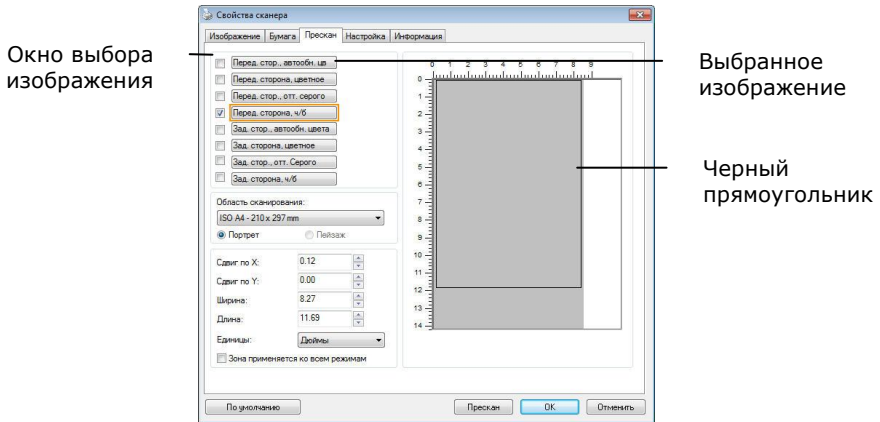 Свойства сканера
Изображение Бумага Прескан Настройка Информация
Окно выбора
изображения
Перед. стор., автообн. цв
Перед. сторона, цветное
Перед. стор., отт. серого
Перед. сторона, ч/б
Зад. стор., автообн. цвета
Зад. сторона, цветное
Зад. стор., отт. Серого
Зад. сторона, ч/б
Область сканирования:
ISO A4 - 210 x 297 mm
Портрет Пейзаж
Сдвиг по X: 0.12
Сдвиг по Y: 0.00
Ширина: 8.27
Длина: 11.69
Единицы: Дюймы
Зона применяется ко всем режимам
0 1 2 3 4 5 6 7 8 9
0
1
2
3
4
5
6
7
8
9
10
11
12
13
14
Выбранное
изображение
Черный
прямоугольник
По умолчанию Прескан OK Отменить